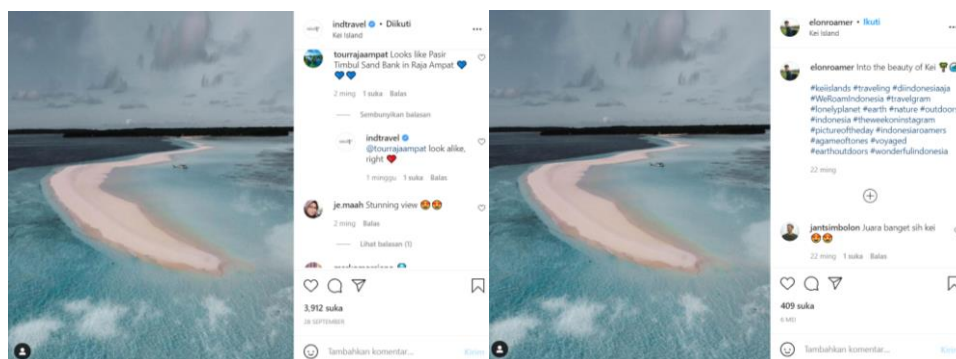 indtravel • Diikuti
Kei Island
tourrajaampat Looks like Pasir
Timbul Sand Bank in Raja Ampat 💙
💙💙
2 ming 1 suka Balas
Sembunyikan balasan
indtravel
@tourrajaampat look alike,
right ❤️
1 minggu 1 suka Balas
je.maah Stunning view 😍😍
2 ming Balas
Lihat balasan (1)
3,912 suka
28 SEPTEMBER
Tambahkan komentar... Kirim
elonroamer • Ikuti
Kei Island
elonroamer Into the beauty of Kei 🌴🌊
#keiislands #traveling #diindonesiaaja
#WeRoamIndonesia #travelgram
#lonelyplanet #earth #nature #outdoors
#indonesia #theweekoninstagram
#pictureoftheday #indonesiaroamers
#agameoftones #voyaged
#earthoutdoors #wonderfulindonesia
22 ming
jantsimbolon Juara banget sih kei
😍😍
22 ming 1 suka Balas
409 suka
6 MEI
Tambahkan komentar...